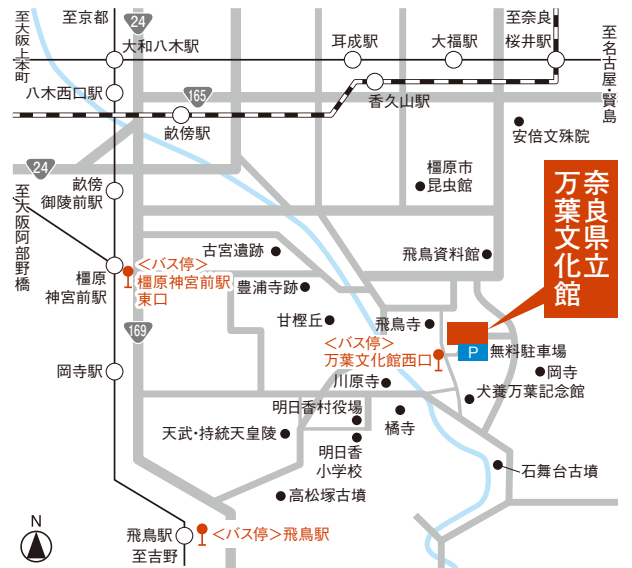 至大阪上本町
至京都
24
大和八木駅
耳成駅
大福駅
至奈良
桜井駅
至名古屋・賢島
八木西口駅
165
香久山駅
畝傍駅
安倍文殊院
24
畝傍
御陵前駅
橿原市
昆虫館
奈良県立
万葉文化館
至大阪阿部野橋
古宮遺跡
飛鳥資料館
橿原
神宮前駅
＜バス停＞
橿原神宮前駅
東口
豊浦寺跡
甘樫丘
飛鳥寺
169
＜バス停＞
万葉文化館西口
P
無料駐車場
岡寺駅
川原寺
岡寺
犬養万葉記念館
明日香村役場
橘寺
天武・持統天皇陵
明日香
小学校
石舞台古墳
高松塚古墳
N
飛鳥駅
＜バス停＞飛鳥駅
至吉野